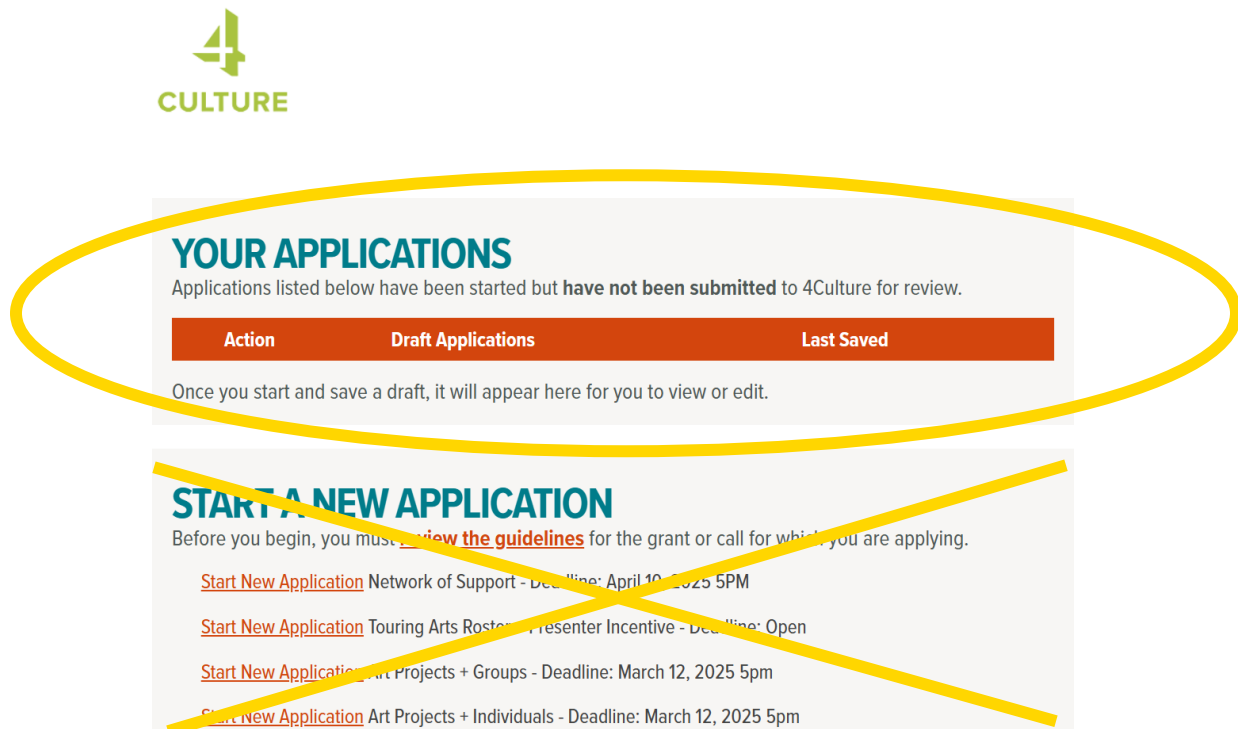 4
CULTURE
YOUR APPLICATIONS
Applications listed below have been started but have not been submitted to 4Culture for review.
Action Draft Applications Last Saved
Once you start and save a draft, it will appear here for you to view or edit.
START A NEW APPLICATION
Before you begin, you must review the guidelines for the grant or call for which you are applying.
Start New Application Network of Support - Deadline: April 10, 2025 5PM
Start New Application Touring Arts Roster Presenter Incentive - Deadline: Open
Start New Application Art Projects + Groups - Deadline: March 12, 2025 5pm
Start New Application Art Projects + Individuals - Deadline: March 12, 2025 5pm